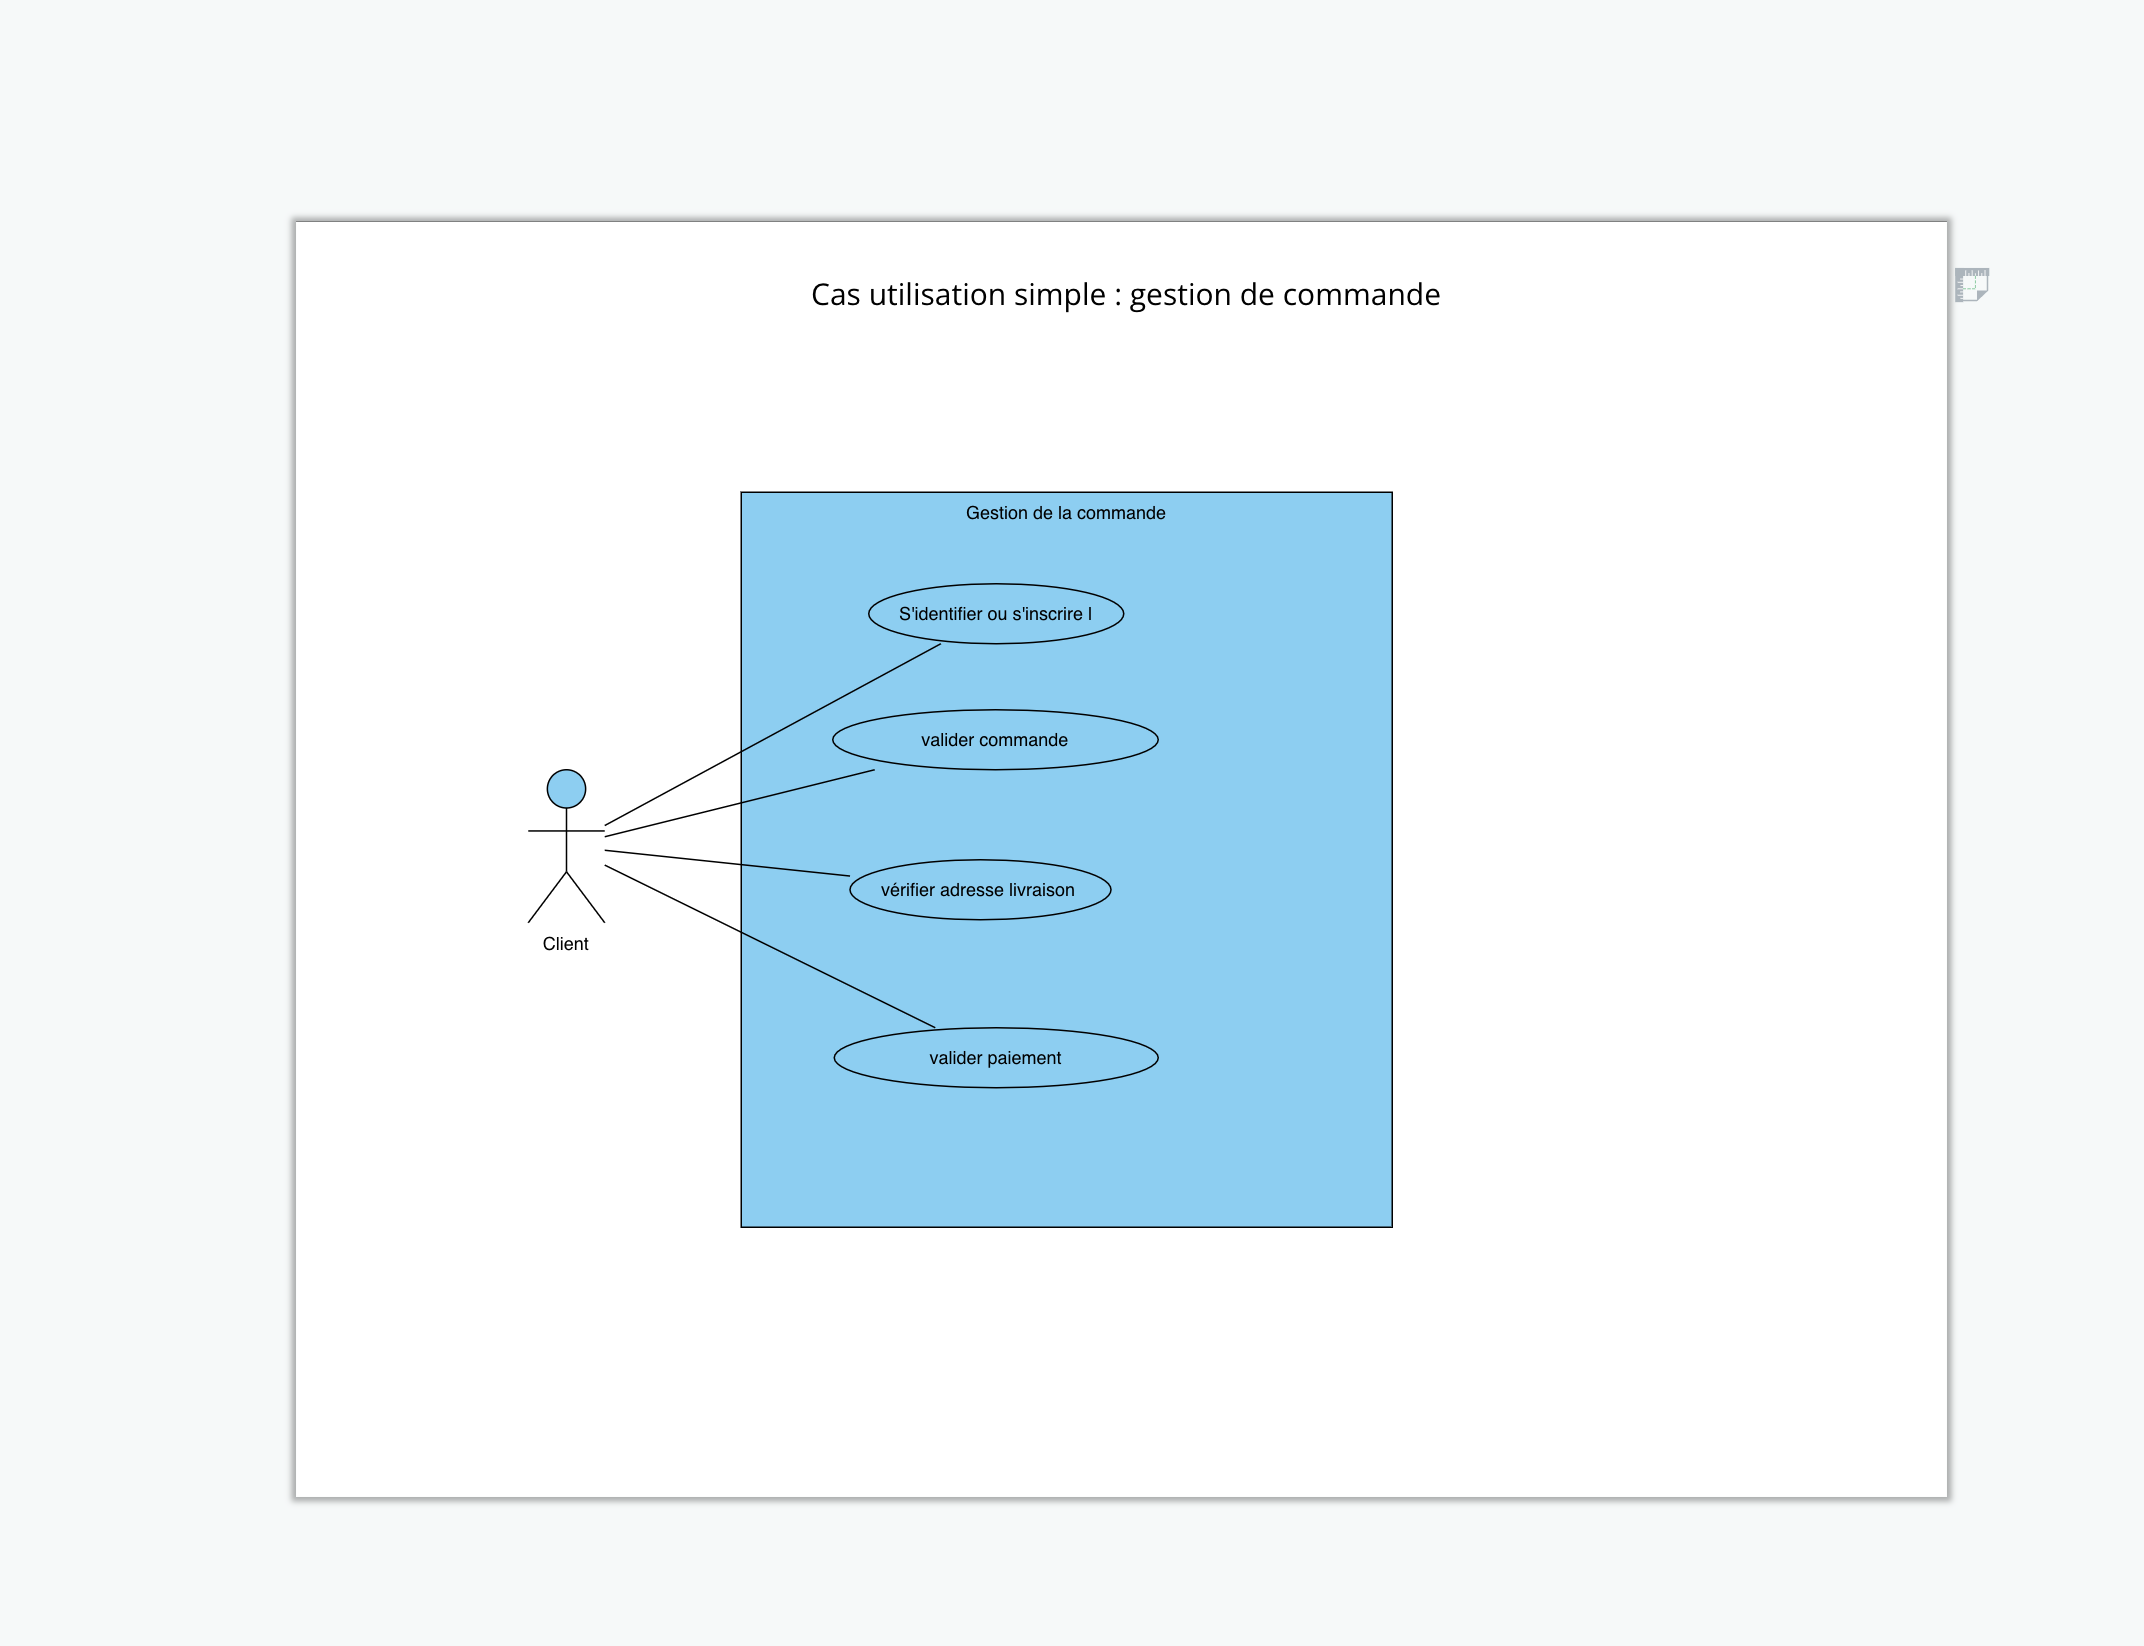 Cas utilisation simple : gestion de commande
Gestion de la commande
S'identifier ou s'inscrire l
valider commande
vérifier adresse livraison
Client
valider paiement